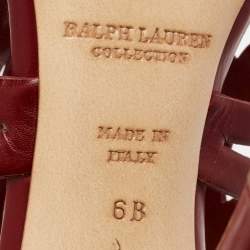 RALPH LAUREN
COLLECTION
MADE IN
ITALY
6B